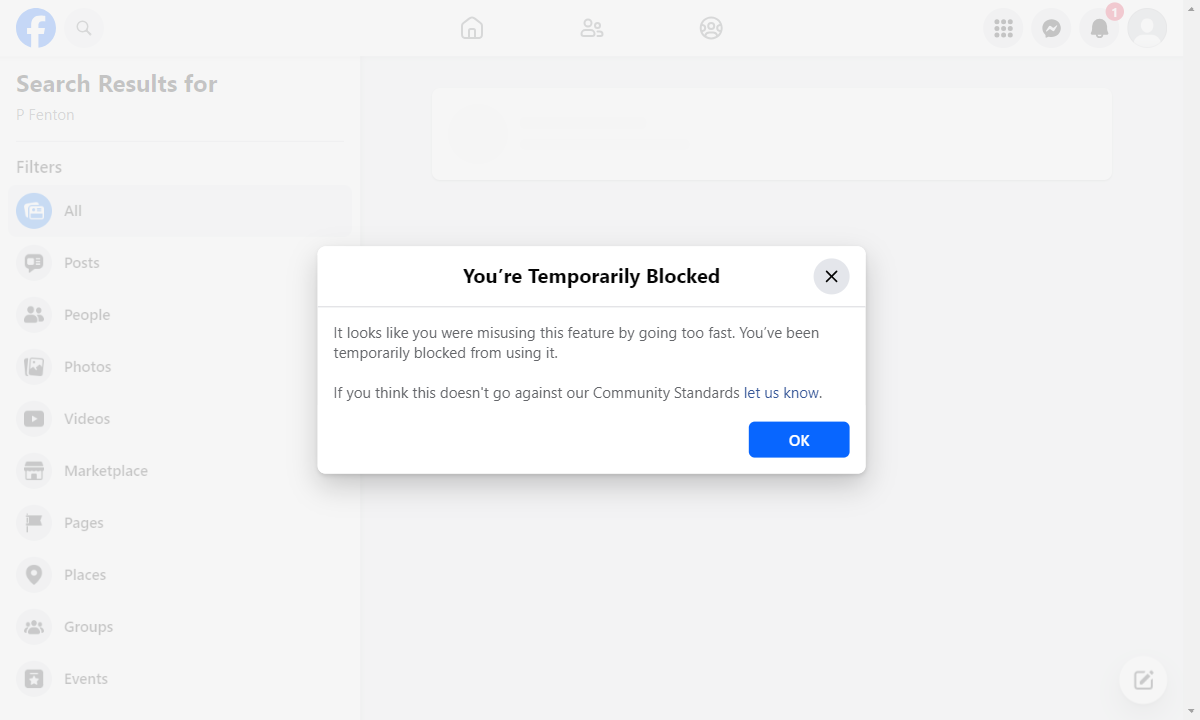 1
Search Results for
P Fenton
Filters
All
Posts
People
Photos
Videos
Marketplace
Pages
Places
Groups
Events
You’re Temporarily Blocked
It looks like you were misusing this feature by going too fast. You’ve been
temporarily blocked from using it.
If you think this doesn't go against our Community Standards let us know.
OK